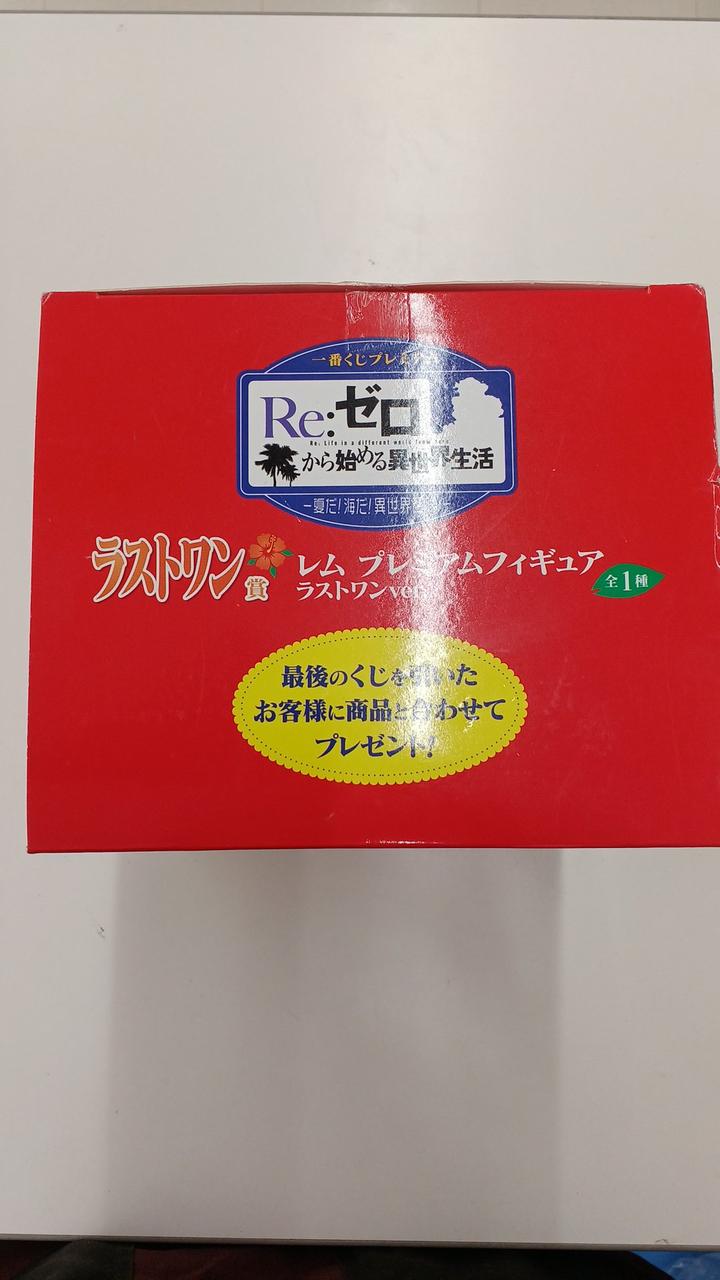 一番くじプレミアム
Re:ゼロ
Re: Life in a different world from zero
から始める異世界生活
一夏だ!海だ!異世界
ラストワン賞
レム プレミアムフィギュア
ラストワンver.
全1種
最後のくじを引いた
お客様に商品と合わせて
プレゼント!